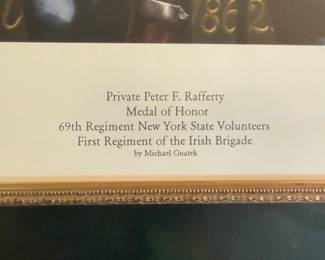 1862
Private Peter F. Rafferty
Medal of Honor
69th Regiment New York State Volunteers
First Regiment of the Irish Brigade
by Michael Gnatek